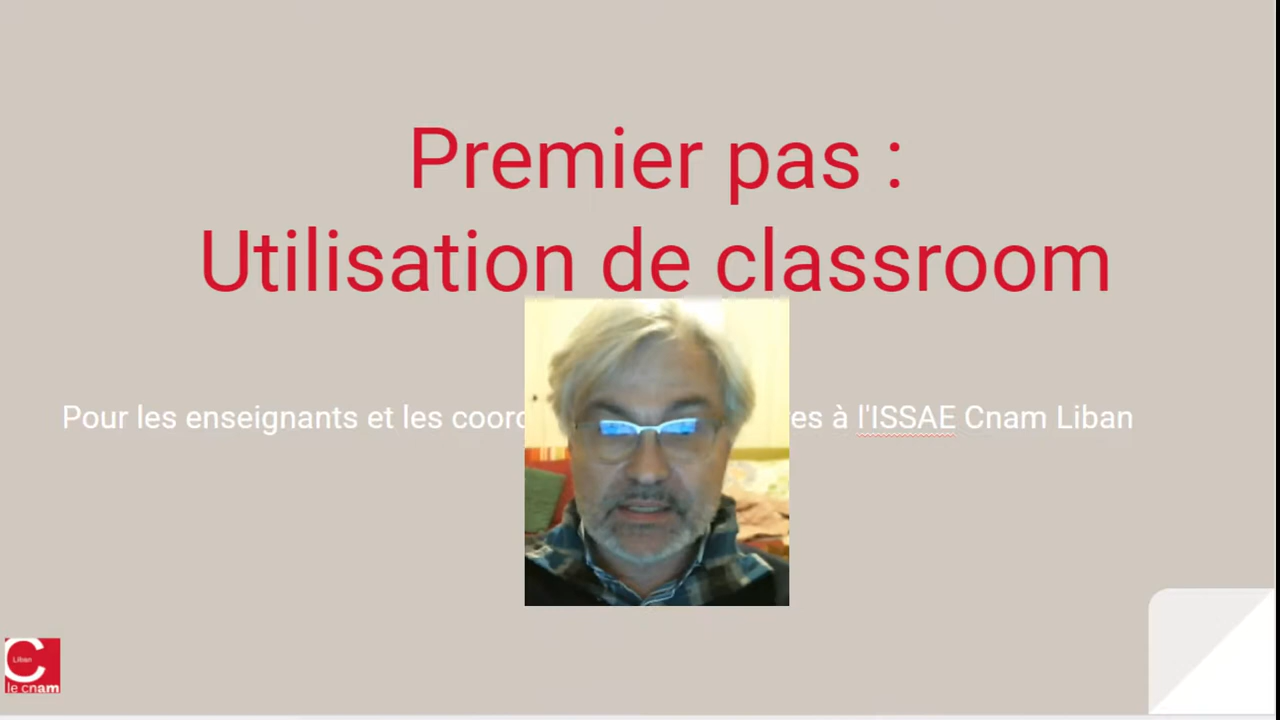 Premier pas :
Utilisation de classroom
Pour les enseignants et les coord es à l'ISSAE Cnam Liban
Liban
le cnam